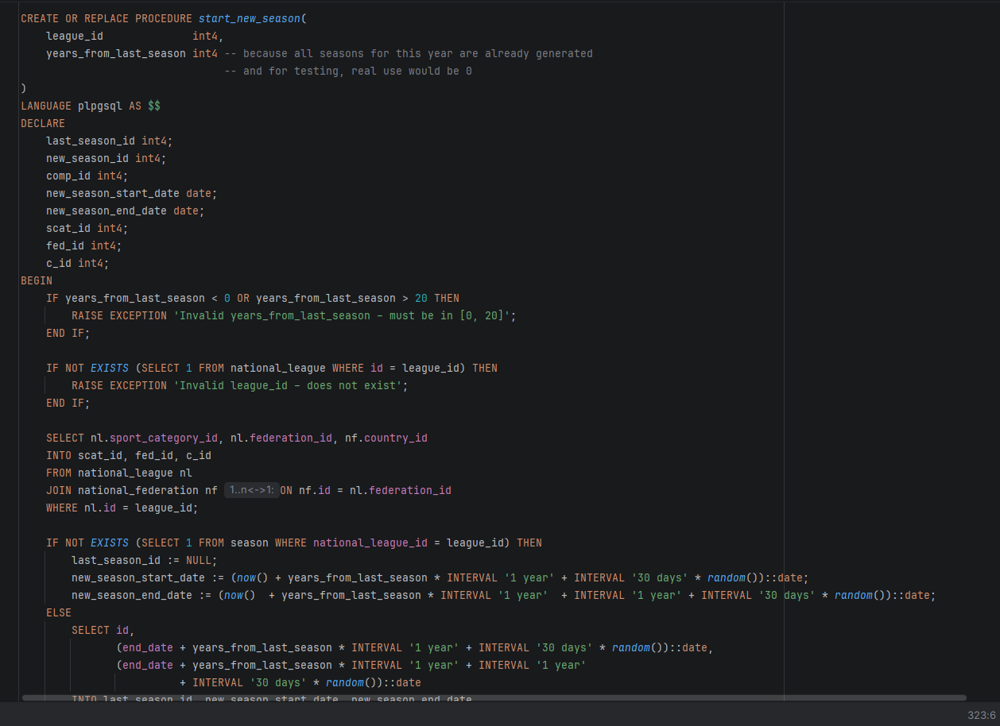 CREATE OR REPLACE PROCEDURE start_new_season(
    league_id              int4,
    years_from_last_season int4 -- because all seasons for this year are already generated
                                -- and for testing, real use would be 0
)
LANGUAGE plpgsql AS $$
DECLARE
    last_season_id int4;
    new_season_id int4;
    comp_id int4;
    new_season_start_date date;
    new_season_end_date date;
    scat_id int4;
    fed_id int4;
    c_id int4;
BEGIN
    IF years_from_last_season < 0 OR years_from_last_season > 20 THEN
        RAISE EXCEPTION 'Invalid years_from_last_season - must be in [0, 20]';
    END IF;

    IF NOT EXISTS (SELECT 1 FROM national_league WHERE id = league_id) THEN
        RAISE EXCEPTION 'Invalid league_id - does not exist';
    END IF;

    SELECT nl.sport_category_id, nl.federation_id, nf.country_id
    INTO scat_id, fed_id, c_id
    FROM national_league nl
    JOIN national_federation nf 1..n<->1: ON nf.id = nl.federation_id
    WHERE nl.id = league_id;

    IF NOT EXISTS (SELECT 1 FROM season WHERE national_league_id = league_id) THEN
        last_season_id := NULL;
        new_season_start_date := (now() + years_from_last_season * INTERVAL '1 year' + INTERVAL '30 days' * random())::date;
        new_season_end_date := (now()  + years_from_last_season * INTERVAL '1 year'  + INTERVAL '1 year' + INTERVAL '30 days' * random())::date;
    ELSE
        SELECT id,
               (end_date + years_from_last_season * INTERVAL '1 year' + INTERVAL '30 days' * random())::date,
               (end_date + years_from_last_season * INTERVAL '1 year' + INTERVAL '1 year'
                         + INTERVAL '30 days' * random())::date
        INTO last_season_id, new_season_start_date, new_season_end_date
323:6